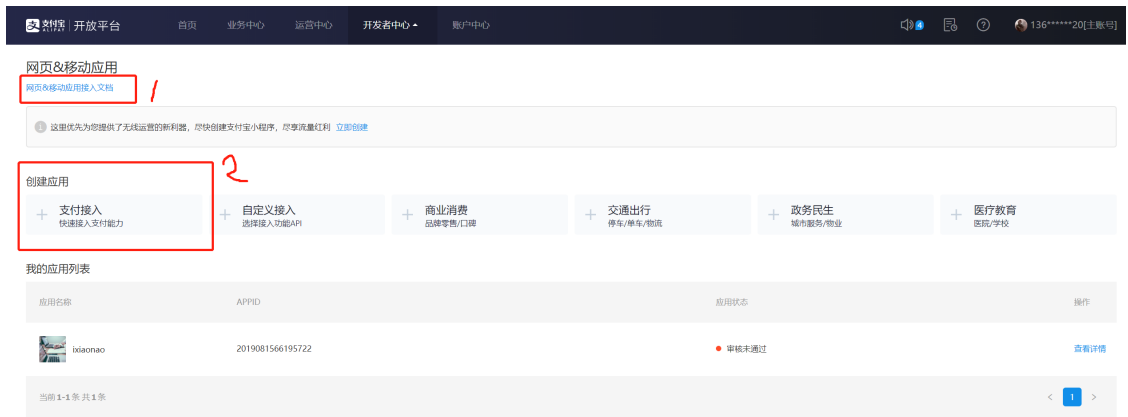 支付宝 | 开放平台 首页 业务中心 运营中心 开发者中心 账户中心 4 136******20[主账号]
网页&移动应用
网页&移动应用接入文档 1
这里优先为您提供了无线运营的新利器，尽快创建支付宝小程序，尽享流量红利 立即创建
2
创建应用
支付接入 自定义接入 商业消费 交通出行 政务民生 医疗教育
快速接入支付能力 选择接入功能API 品牌零售/口碑 停车/单车/物流 城市服务/物业 医院/学校
我的应用列表
应用名称 APPID 应用状态 操作
ixiaonao 2019081566195722 审核未通过 查看详情
当前 1-1 条 共 1 条 < 1 >